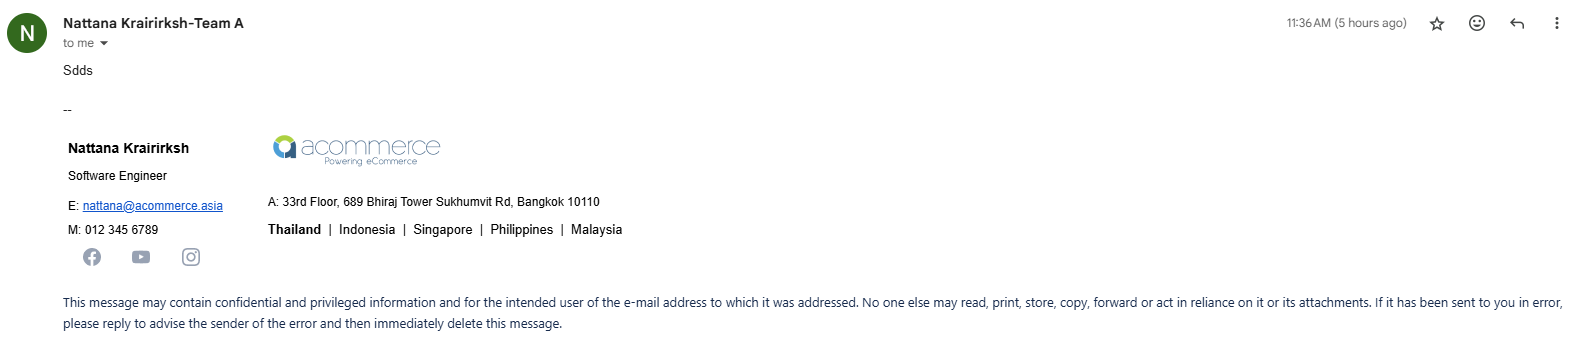 N
Nattana Krairirksh-Team A
11:36 AM (5 hours ago)
to me
Sdds
--
Nattana Krairirksh
acommerce
Powering eCommerce
Software Engineer
E: nattana@acommerce.asia
A: 33rd Floor, 689 Bhiraj Tower Sukhumvit Rd, Bangkok 10110
M: 012 345 6789
Thailand | Indonesia | Singapore | Philippines | Malaysia
This message may contain confidential and privileged information and for the intended user of the e-mail address to which it was addressed. No one else may read, print, store, copy, forward or act in reliance on it or its attachments. If it has been sent to you in error,
please reply to advise the sender of the error and then immediately delete this message.